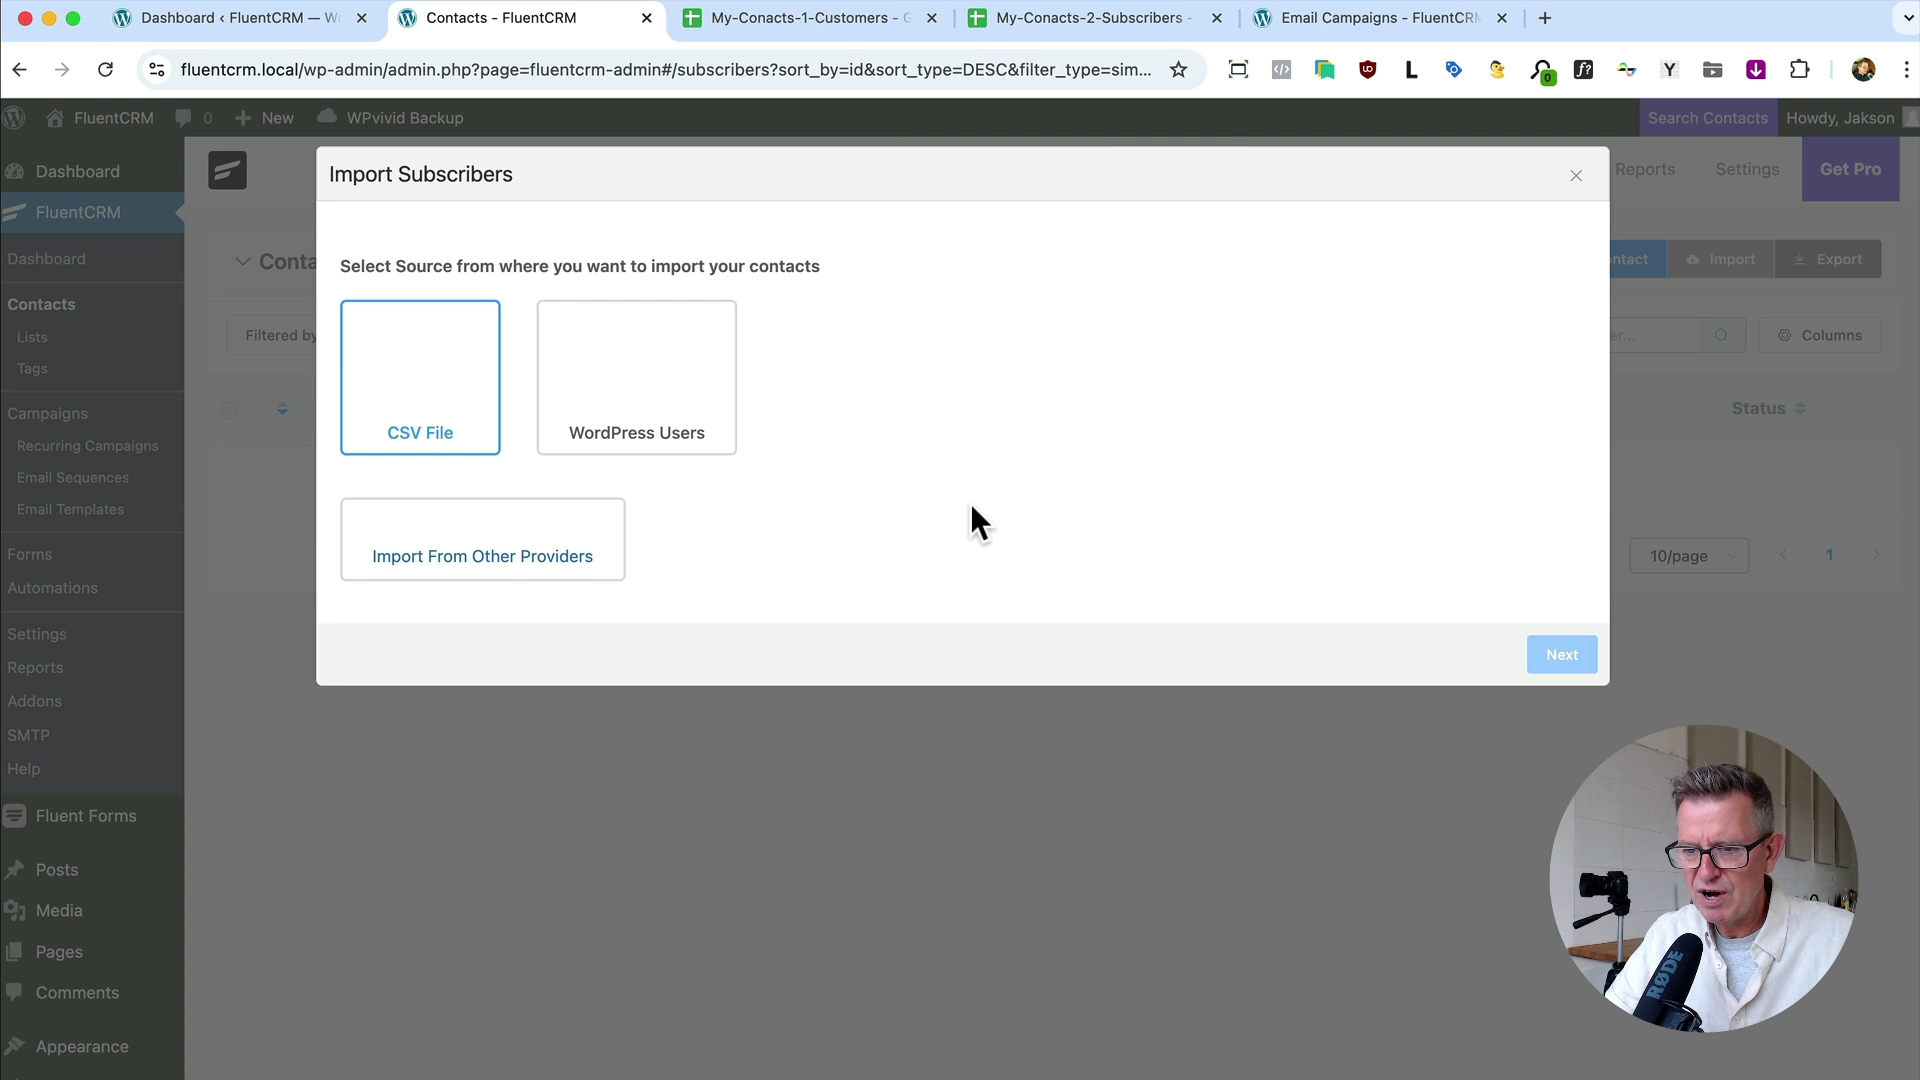 Dashboard ‹ FluentCRM — W
Contacts - FluentCRM
My-Conacts-1-Customers - G
My-Conacts-2-Subscribers -
Email Campaigns - FluentCRM
fluentcrm.local/wp-admin/admin.php?page=fluentcrm-admin#/subscribers?sort_by=id&sort_type=DESC&filter_type=sim...
FluentCRM
0
New
WPvivid Backup
Search Contacts
Howdy, Jakson
Dashboard
FluentCRM
Dashboard
Contacts
Lists
Tags
Campaigns
Recurring Campaigns
Email Sequences
Email Templates
Forms
Automations
Settings
Reports
Addons
SMTP
Help
Fluent Forms
Posts
Media
Pages
Comments
Appearance
Reports
Settings
Get Pro
Conta
ntact
Import
Export
Filtered by
er...
Columns
Status
10/page
1
Import Subscribers
Select Source from where you want to import your contacts
CSV File
WordPress Users
Import From Other Providers
Next
RØDE